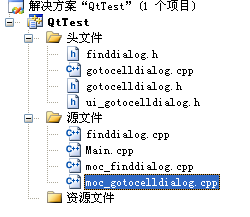 解决方案“QtTest”(1 个项目)
QtTest
头文件
finddialog.h
gotocelldialog.cpp
gotocelldialog.h
ui_gotocelldialog.h
源文件
finddialog.cpp
Main.cpp
moc_finddialog.cpp
moc_gotocelldialog.cpp
资源文件